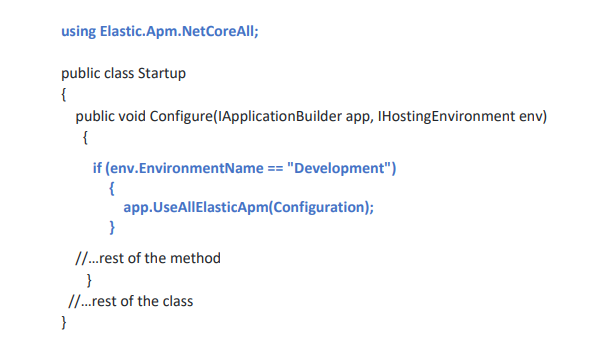 using Elastic.Apm.NetCoreAll;
public class Startup
{
public void Configure(IApplicationBuilder app, IHostingEnvironment env)
{
if (env.EnvironmentName == "Development")
{
app.UseAllElasticApm(Configuration);
}
//…rest of the method
}
//…rest of the class
}